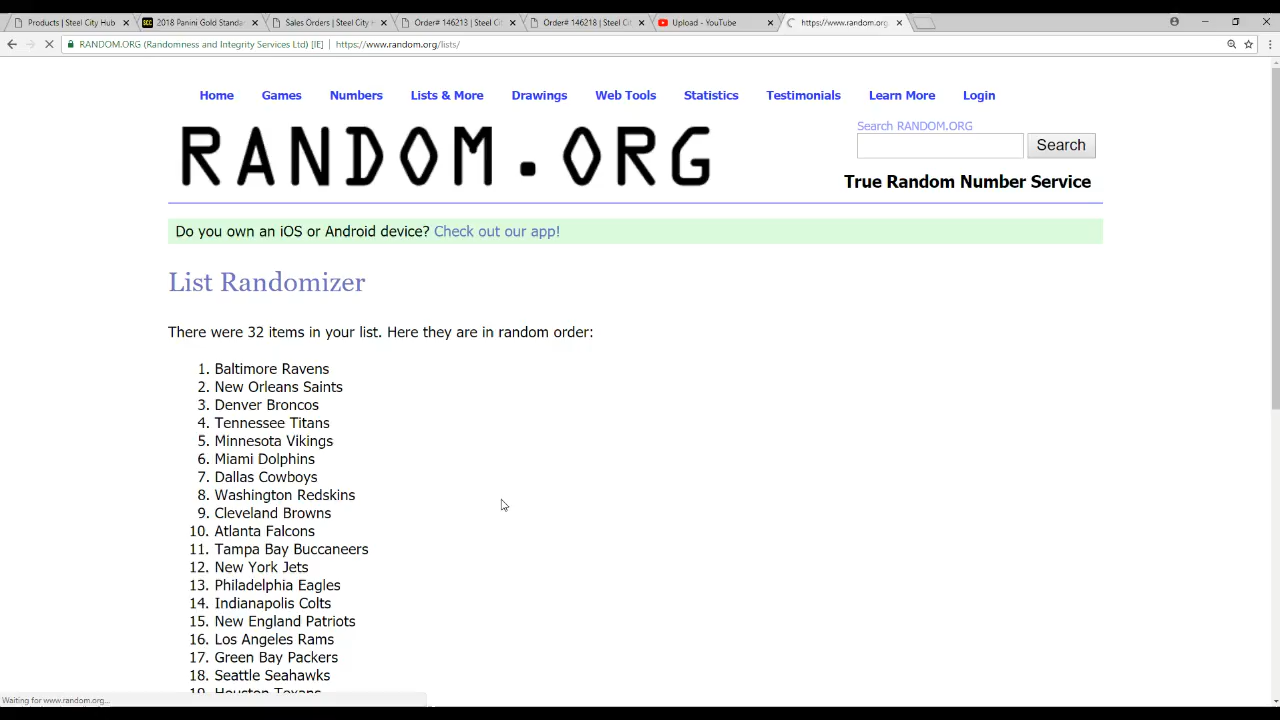 Products | Steel City Hub
2018 Panini Gold Standa
Sales Orders | Steel City H
Order# 146213 | Steel C
Order# 146218 | Steel Ci
Upload - YouTube
https://www.random.org
RANDOM.ORG (Randomness and Integrity Services Ltd) [IE] | https://www.random.org/lists/
Home Games Numbers Lists & More Drawings Web Tools Statistics Testimonials Learn More Login
RANDOM.ORG
Search RANDOM.ORG
Search
True Random Number Service
Do you own an iOS or Android device? Check out our app!
List Randomizer
There were 32 items in your list. Here they are in random order:
1. Baltimore Ravens
2. New Orleans Saints
3. Denver Broncos
4. Tennessee Titans
5. Minnesota Vikings
6. Miami Dolphins
7. Dallas Cowboys
8. Washington Redskins
9. Cleveland Browns
10. Atlanta Falcons
11. Tampa Bay Buccaneers
12. New York Jets
13. Philadelphia Eagles
14. Indianapolis Colts
15. New England Patriots
16. Los Angeles Rams
17. Green Bay Packers
18. Seattle Seahawks
19. Houston Texans
Waiting for www.random.org...